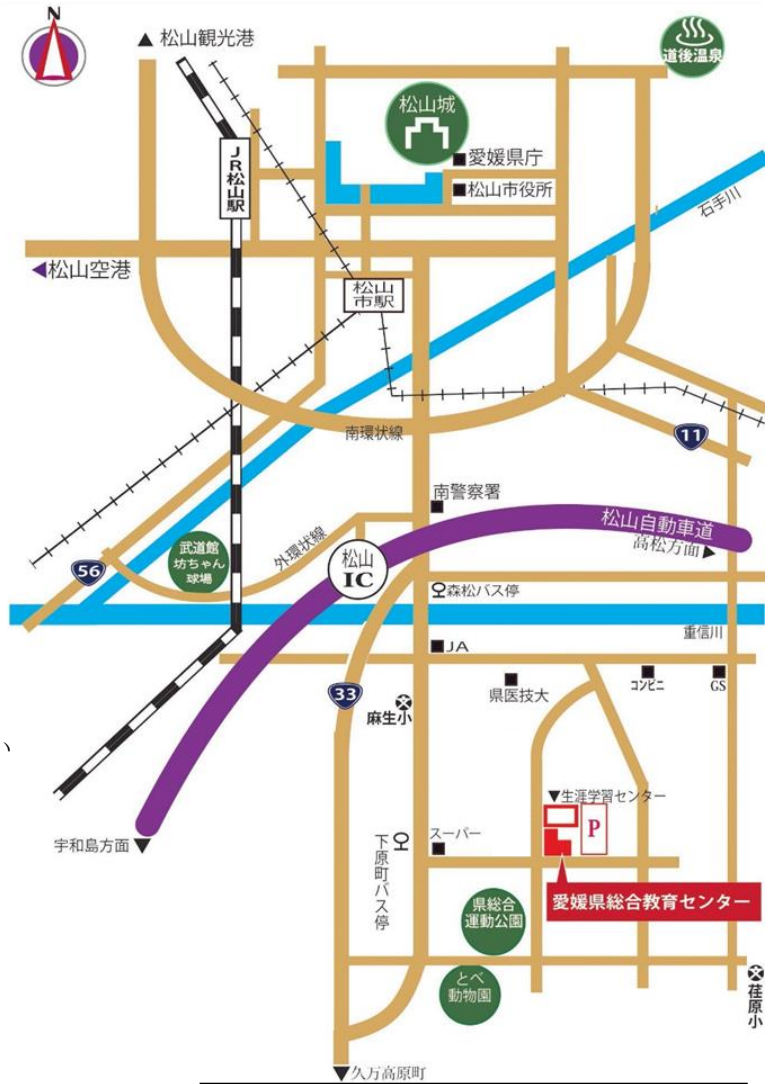 N
▲ 松山観光港
道後温泉
松山城
JR松山駅
■愛媛県庁
■松山市役所
石手川
◀松山空港
松山
市駅
南環状線
11
南警察署
松山自動車道
高松方面▶
外環状線
松山
IC
武道館
坊ちゃん
球場
56
森松バス停
重信川
■JA
33
麻生小
県医技大
コンビニ
GS
、
▼生涯学習センター
P
宇和島方面▼
下原町バス停
スーパー
愛媛県総合教育センター
県総合
運動公園
とべ
動物園
荏原小
▼久万高原町